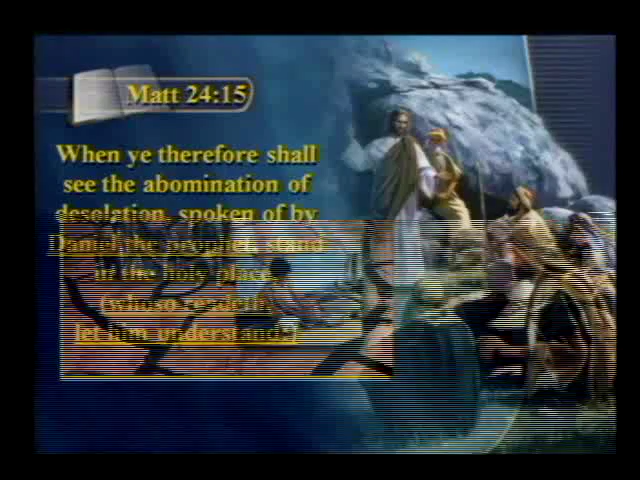 Matt 24:15
When ye therefore shall
see the abomination of
desolation, spoken of by
Daniel the prophet, stand
in the holy place,
(whoso readeth,
let him understand:)